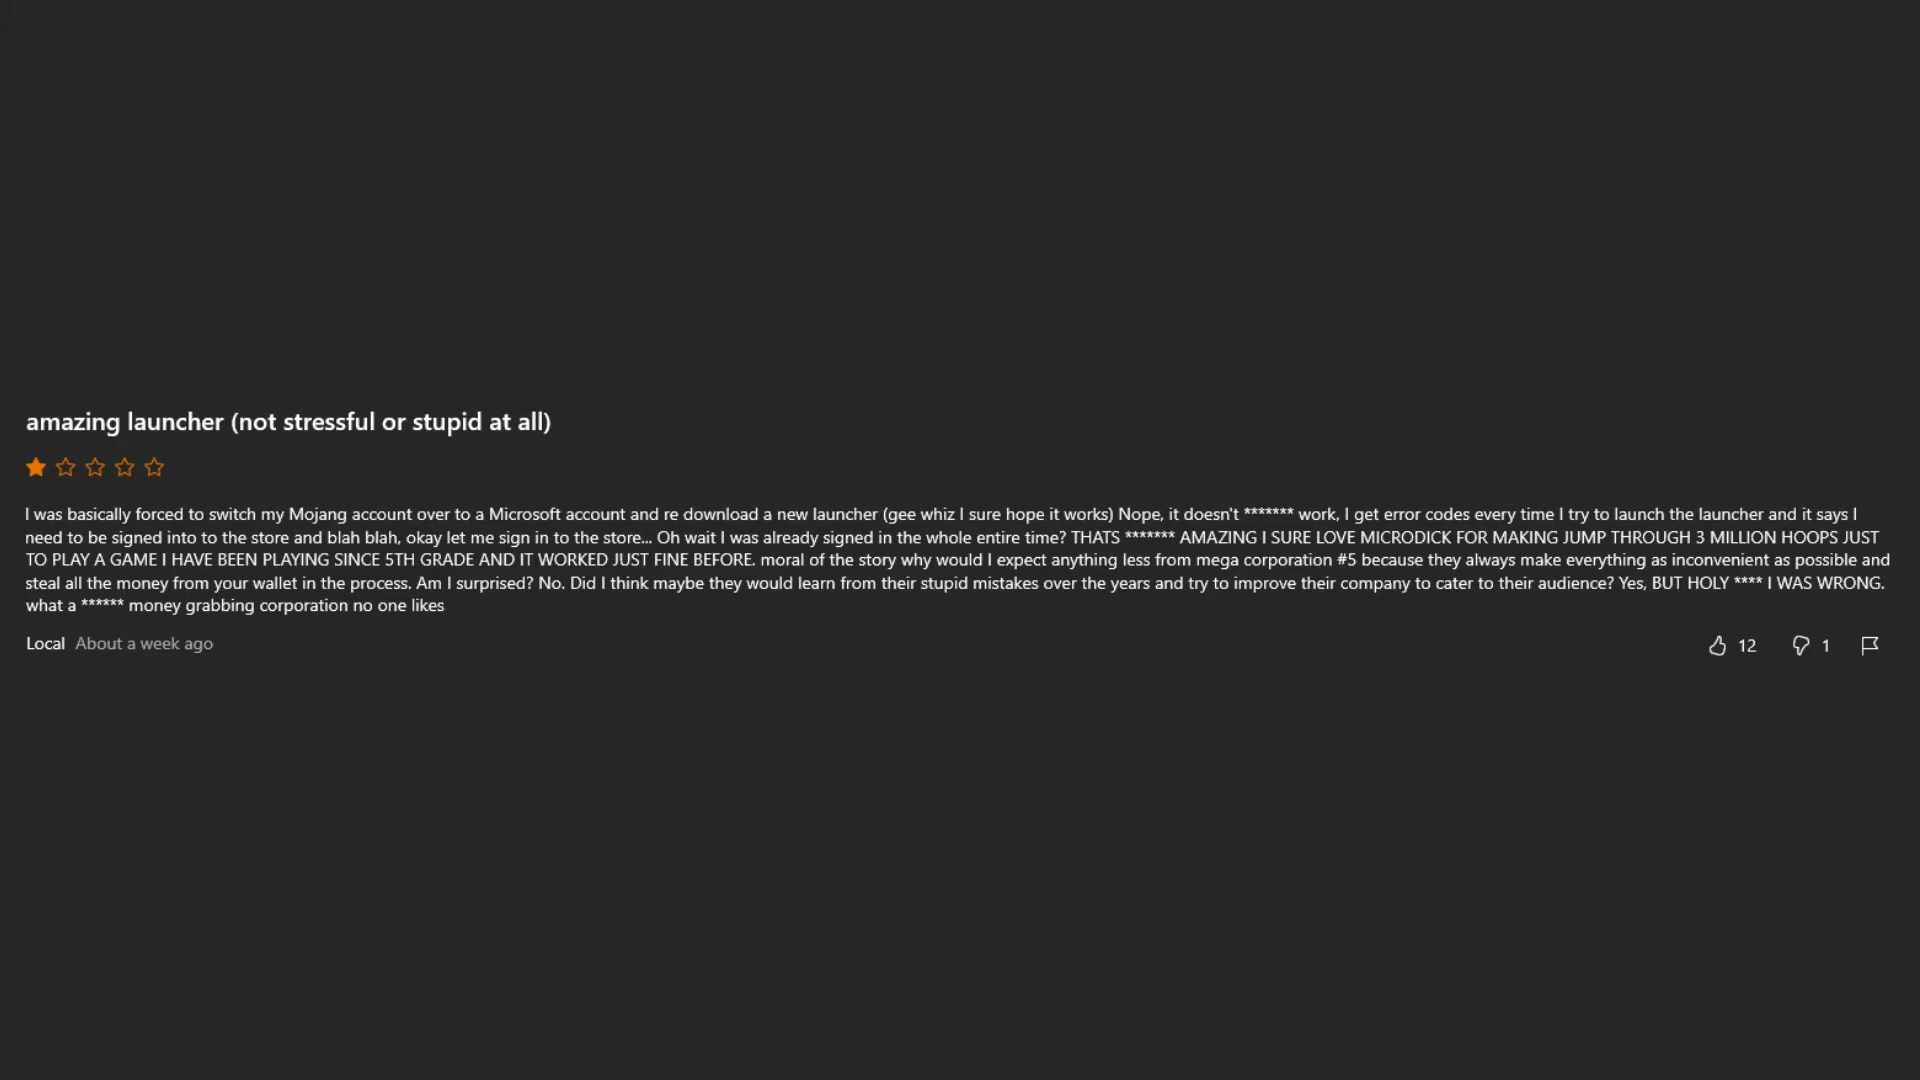 amazing launcher (not stressful or stupid at all)
I was basically forced to switch my Mojang account over to a Microsoft account and re download a new launcher (gee whiz I sure hope it works) Nope, it doesn't ******* work, I get error codes every time I try to launch the launcher and it says I
need to be signed into to the store and blah blah, okay let me sign in to the store... Oh wait I was already signed in the whole entire time? THATS ******* AMAZING I SURE LOVE MICRODICK FOR MAKING JUMP THROUGH 3 MILLION HOOPS JUST
TO PLAY A GAME I HAVE BEEN PLAYING SINCE 5TH GRADE AND IT WORKED JUST FINE BEFORE. moral of the story why would I expect anything less from mega corporation #5 because they always make everything as inconvenient as possible and
steal all the money from your wallet in the process. Am I surprised? No. Did I think maybe they would learn from their stupid mistakes over the years and try to improve their company to cater to their audience? Yes, BUT HOLY **** I WAS WRONG.
what a ****** money grabbing corporation no one likes
Local About a week ago 12 1